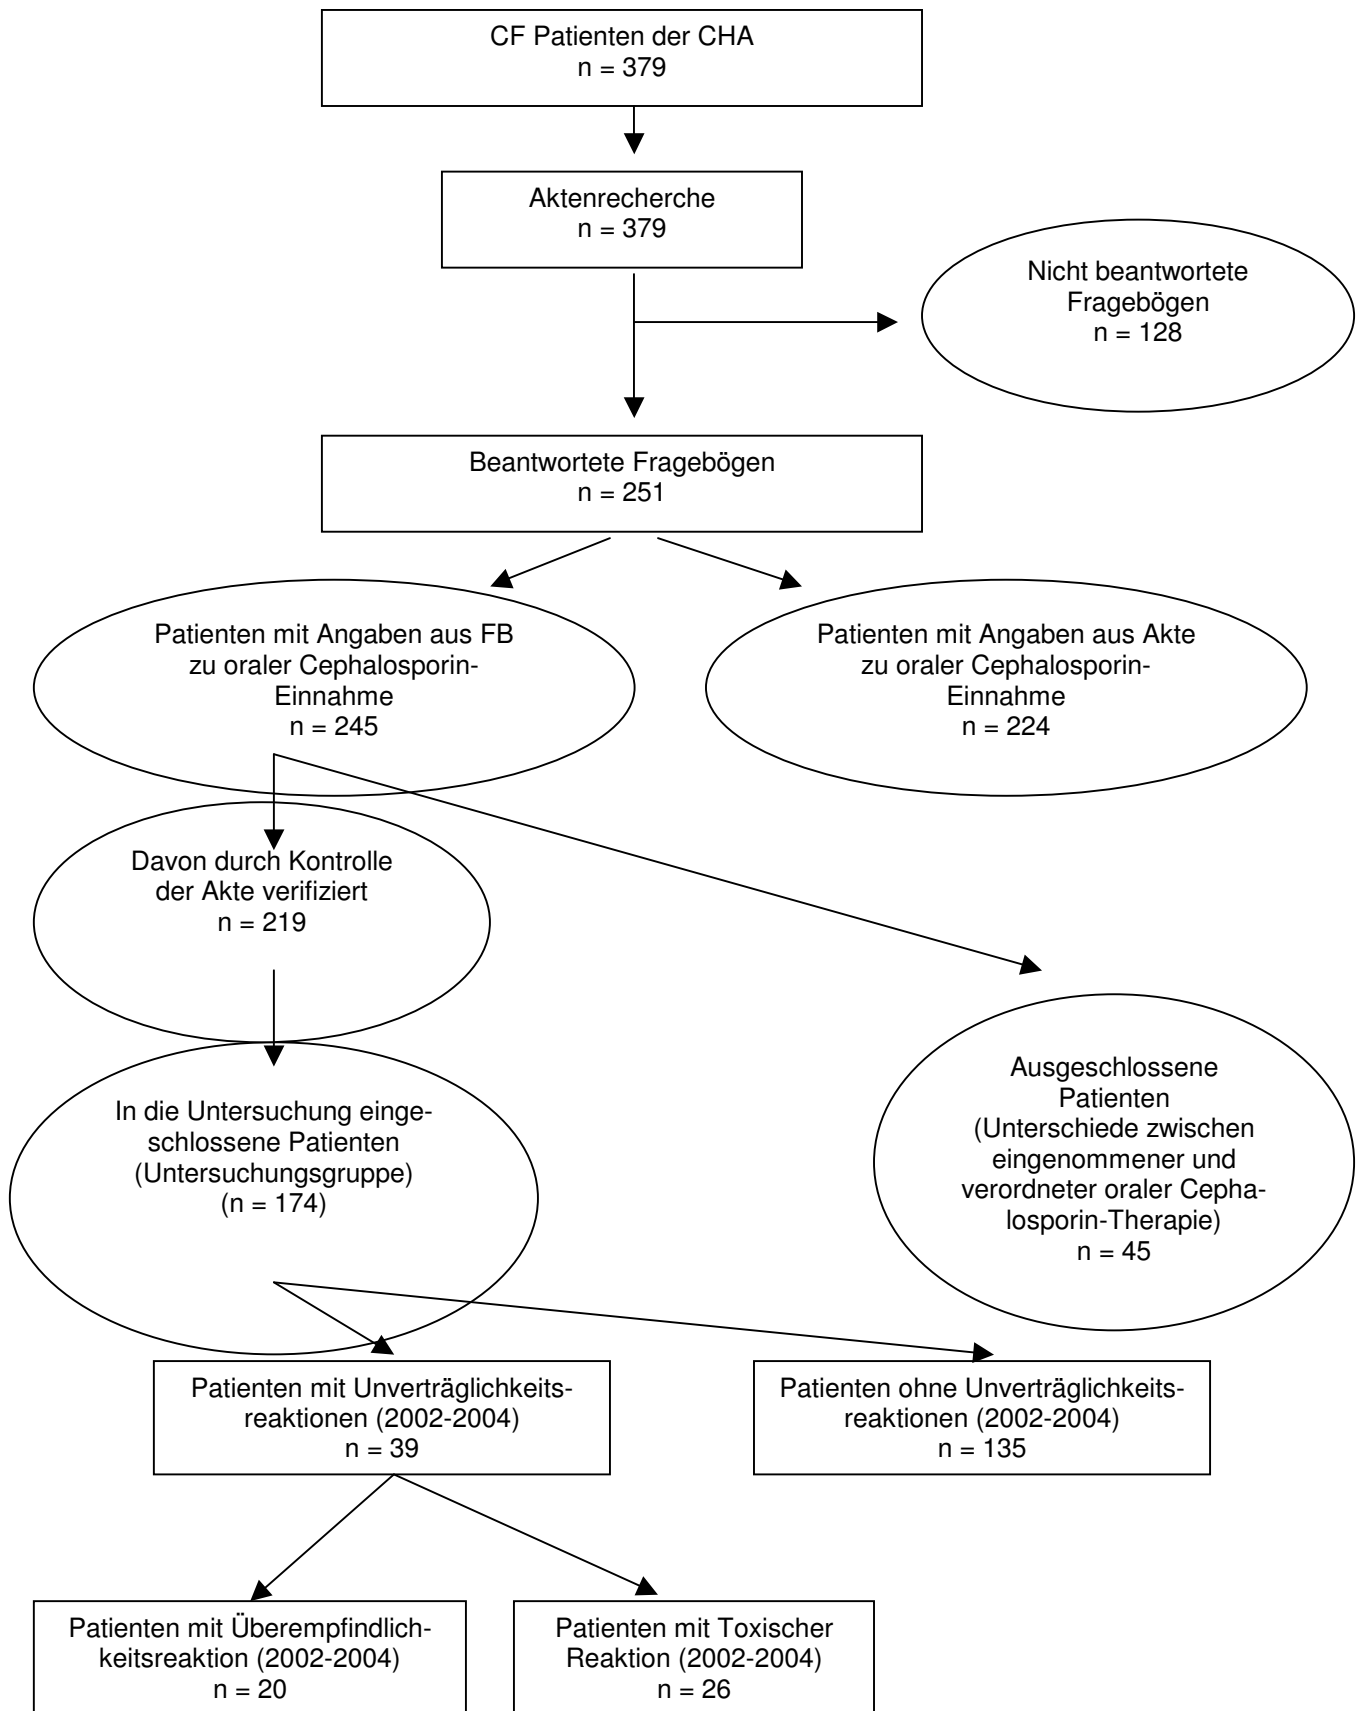 CF Patienten der CHA
n = 379
Aktenrecherche
n = 379
Nicht beantwortete
Fragebögen
n = 128
Beantwortete Fragebögen
n = 251
Patienten mit Angaben aus FB
zu oraler Cephalosporin-
Einnahme
n = 245
Patienten mit Angaben aus Akte
zu oraler Cephalosporin-
Einnahme
n = 224
Davon durch Kontrolle
der Akte verifiziert
n = 219
In die Untersuchung einge-
schlossene Patienten
(Untersuchungsgruppe)
(n = 174)
Ausgeschlossene
Patienten
(Unterschiede zwischen
eingenommener und
verordneter oraler Cepha-
losporin-Therapie)
n = 45
Patienten mit Unverträglichkeits-
reaktionen (2002-2004)
n = 39
Patienten ohne Unverträglichkeits-
reaktionen (2002-2004)
n = 135
Patienten mit Überempfindlich-
keitsreaktion (2002-2004)
n = 20
Patienten mit Toxischer
Reaktion (2002-2004)
n = 26